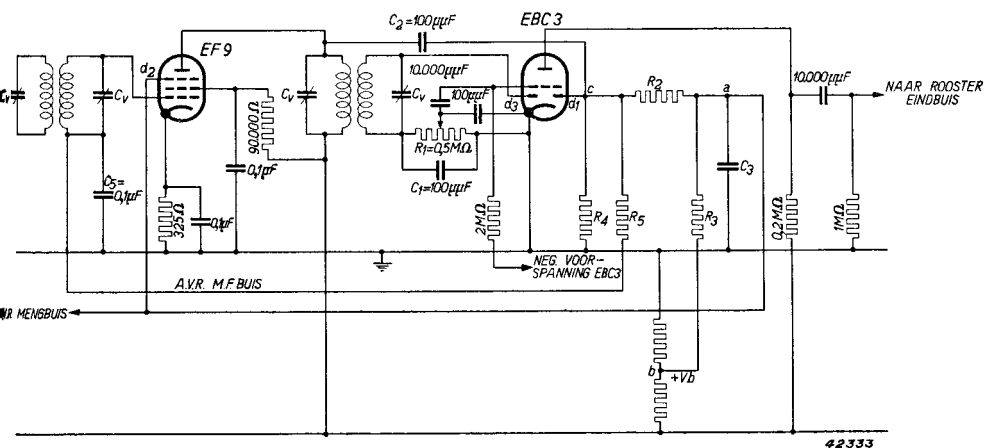 C2=100μμF
EBC3
EF9
d2
Cv
Cv
Cv
Cv
10.000μμF
100μμF
d3
d1
c
R2
a
10.000μμF
NAAR ROOSTER
EINDBUIS
90.000Ω
R1=0,5MΩ
C1=100μμF
C5=
0,1μF
325Ω
0,1μF
0,1μF
2MΩ
R4
R5
R3
C3
0,2MΩ
1MΩ
NEG. VOOR-
SPANNING EBC3
A.V.R. M.F. BUIS
MENGBUIS
b
+Vb
42333